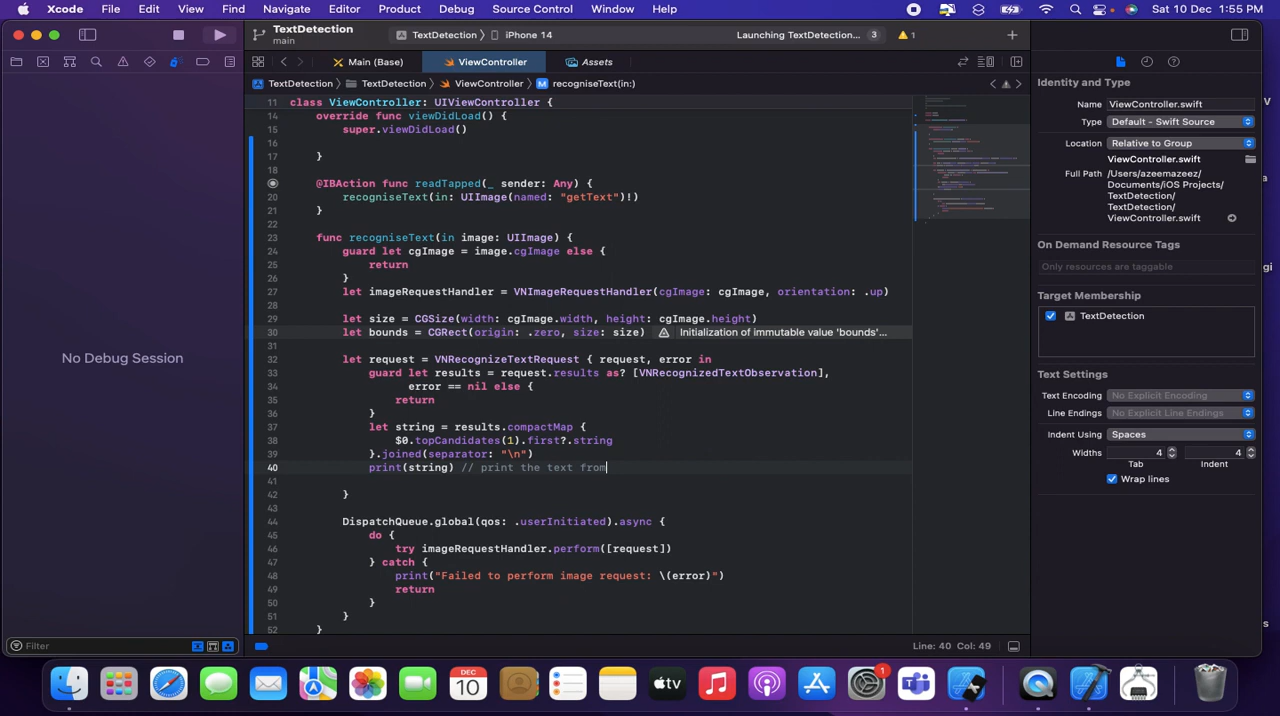 Xcode File Edit View Find Navigate Editor Product Debug Source Control Window Help Sat 10 Dec 1:55 PM
TextDetection
main
TextDetection 〉 iPhone 14
Launching TextDetection... 3 1
Main (Base)
ViewController
Assets
TextDetection 〉 TextDetection 〉 ViewController 〉 M recogniseText(in:)
11 class ViewController: UIViewController {
14 override func viewDidLoad() {
15 super.viewDidLoad()
16
17 }
18
@IBAction func readTapped(_ sender: Any) {
20 recogniseText(in: UIImage(named: "getText")!)
21 }
22
23 func recogniseText(in image: UIImage) {
24 guard let cgImage = image.cgImage else {
25 return
26 }
27 let imageRequestHandler = VNImageRequestHandler(cgImage: cgImage, orientation: .up)
28
29 let size = CGSize(width: cgImage.width, height: cgImage.height)
30 let bounds = CGRect(origin: .zero, size: size) Initialization of immutable value 'bounds'...
31
32 let request = VNRecognizeTextRequest { request, error in
33 guard let results = request.results as? [VNRecognizedTextObservation],
34 error == nil else {
35 return
36 }
37 let string = results.compactMap {
38 $0.topCandidates(1).first?.string
39 }.joined(separator: "\n")
40 print(string) // print the text from
41
42 }
43
44 DispatchQueue.global(qos: .userInitiated).async {
45 do {
46 try imageRequestHandler.perform([request])
47 } catch {
48 print("Failed to perform image request: \(error)")
49 return
50 }
51 }
52 }
No Debug Session
Filter
Line: 40 Col: 49
Identity and Type
Name ViewController.swift
Type Default - Swift Source
Location Relative to Group
ViewController.swift
Full Path /Users/azeemazeez/
Documents/iOS Projects/
TextDetection/
TextDetection/
ViewController.swift
On Demand Resource Tags
Only resources are taggable
Target Membership
TextDetection
Text Settings
Text Encoding No Explicit Encoding
Line Endings No Explicit Line Endings
Indent Using Spaces
Widths 4 4
Tab Indent
Wrap lines
DEC
10
tv
1